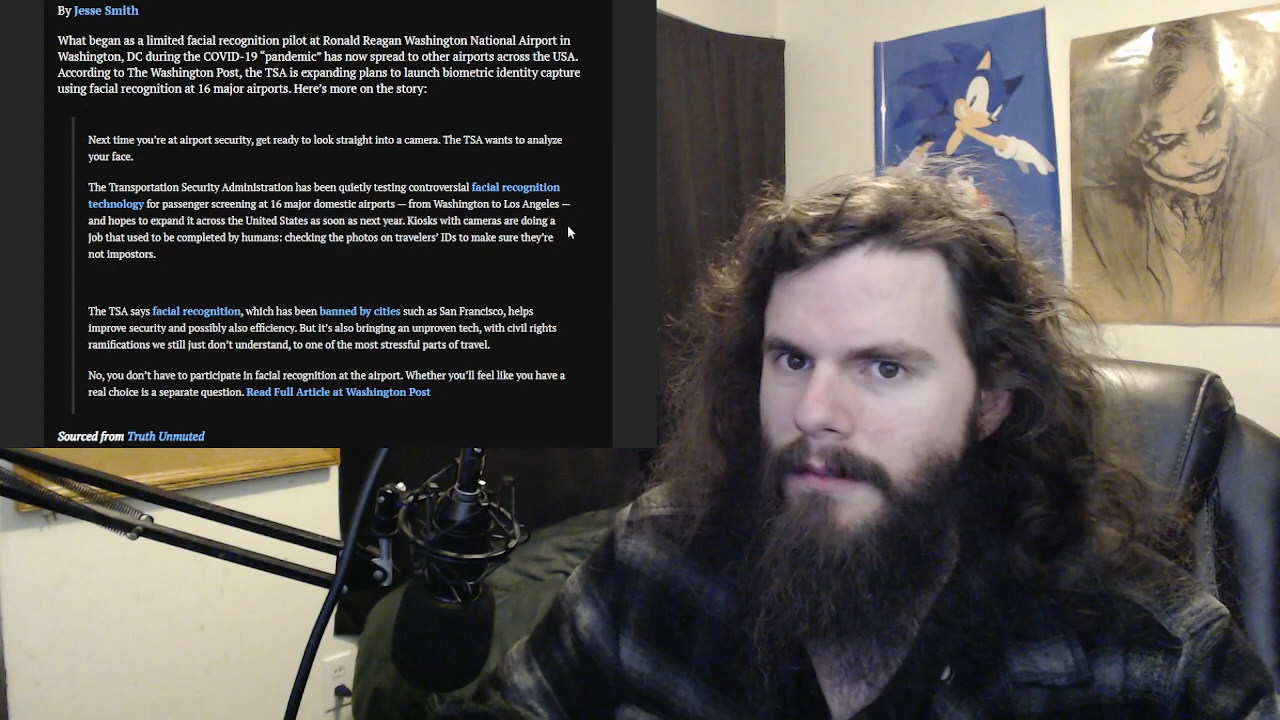 By Jesse Smith
What began as a limited facial recognition pilot at Ronald Reagan Washington National Airport in
Washington, DC during the COVID-19 “pandemic” has now spread to other airports across the USA.
According to The Washington Post, the TSA is expanding plans to launch biometric identity capture
using facial recognition at 16 major airports. Here’s more on the story:
Next time you’re at airport security, get ready to look straight into a camera. The TSA wants to analyze
your face.
The Transportation Security Administration has been quietly testing controversial facial recognition
technology for passenger screening at 16 major domestic airports — from Washington to Los Angeles —
and hopes to expand it across the United States as soon as next year. Kiosks with cameras are doing a
job that used to be completed by humans: checking the photos on travelers’ IDs to make sure they’re
not impostors.
The TSA says facial recognition, which has been banned by cities such as San Francisco, helps
improve security and possibly also efficiency. But it’s also bringing an unproven tech, with civil rights
ramifications we still just don’t understand, to one of the most stressful parts of travel.
No, you don’t have to participate in facial recognition at the airport. Whether you’ll feel like you have a
real choice is a separate question. Read Full Article at Washington Post
Sourced from Truth Unmuted